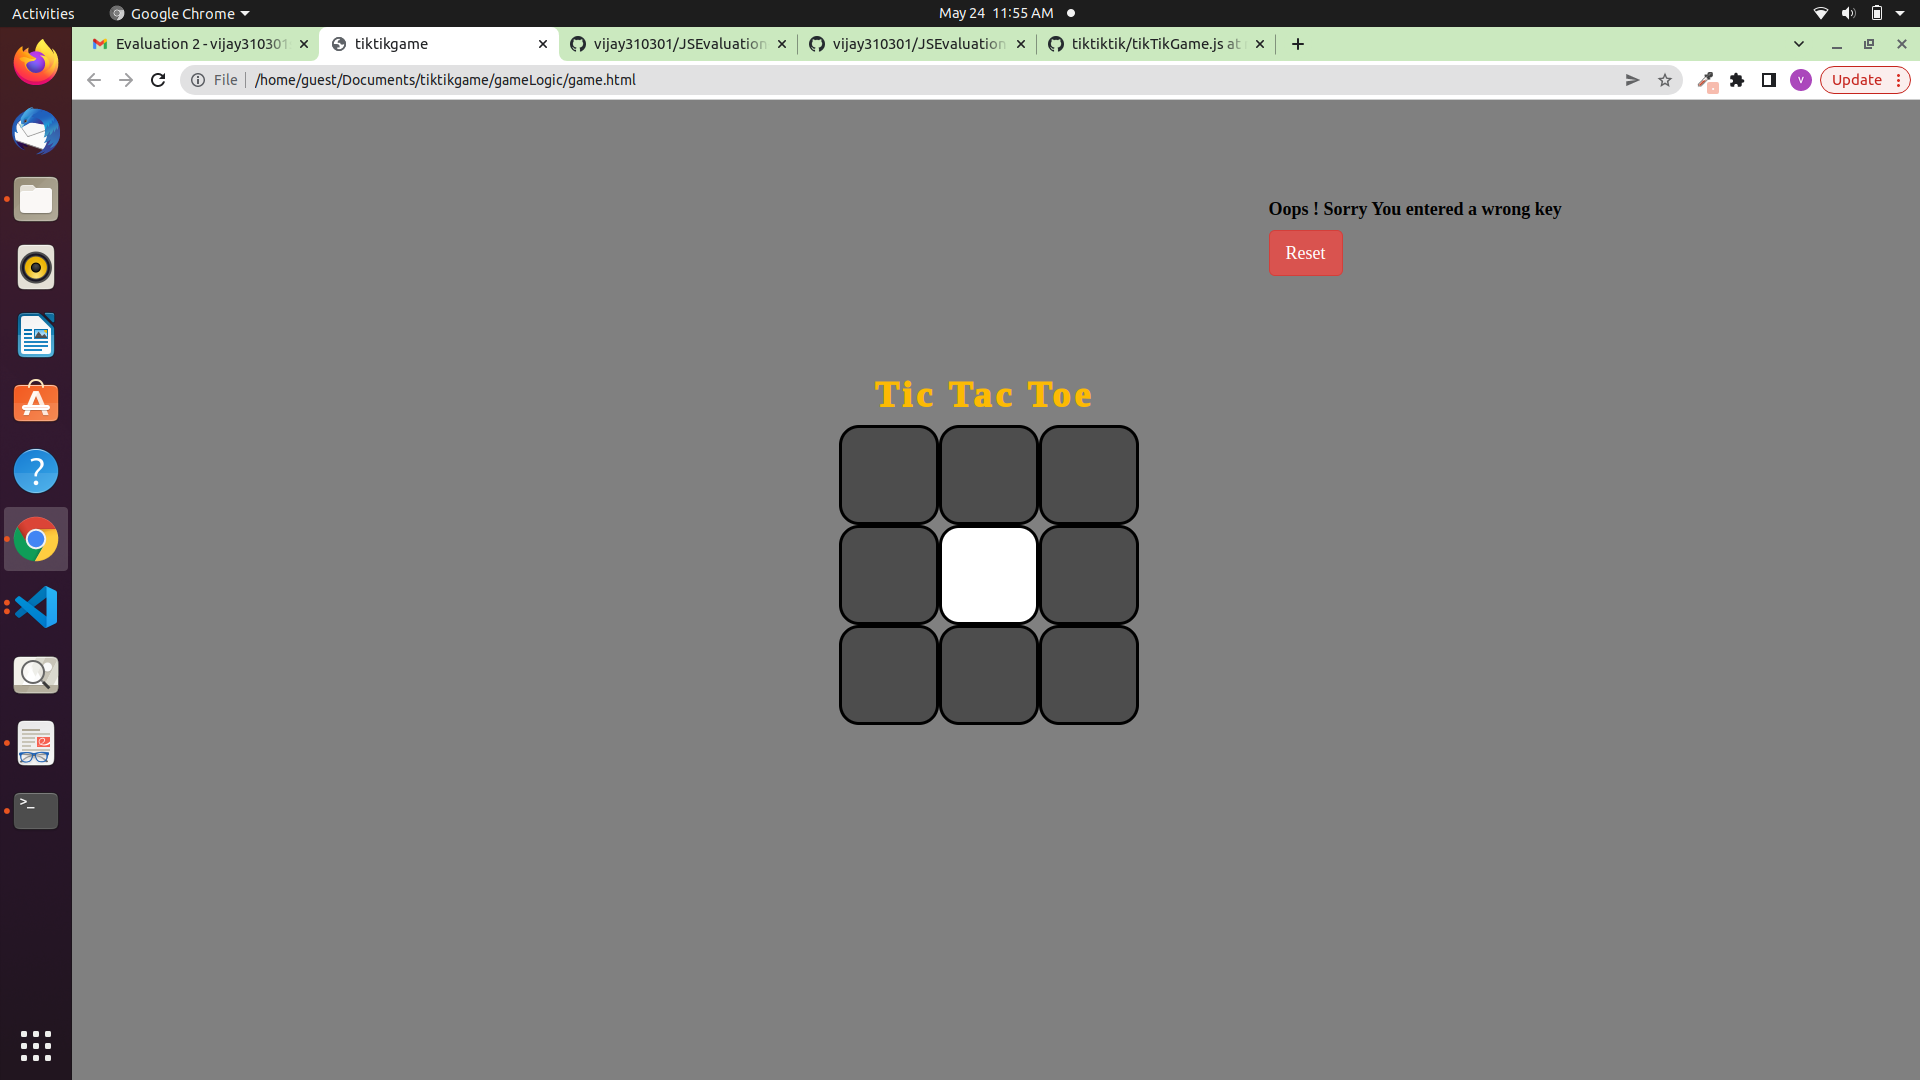 Activities
Google Chrome
May 24 11:55 AM
Evaluation 2 - vijay310301
tiktikgame
vijay310301/JSEvaluation
vijay310301/JSEvaluation
tiktiktik/tikTikGame.js at
File
/home/guest/Documents/tiktikgame/gameLogic/game.html
V
Update
Oops ! Sorry You entered a wrong key
Reset
Tic Tac Toe